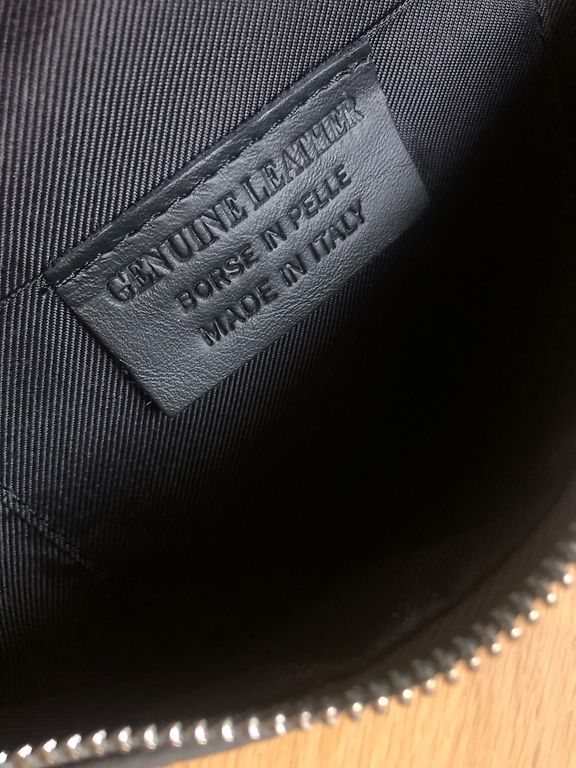 GENUINE LEATHER
BORSE IN PELLE
MADE IN ITALY